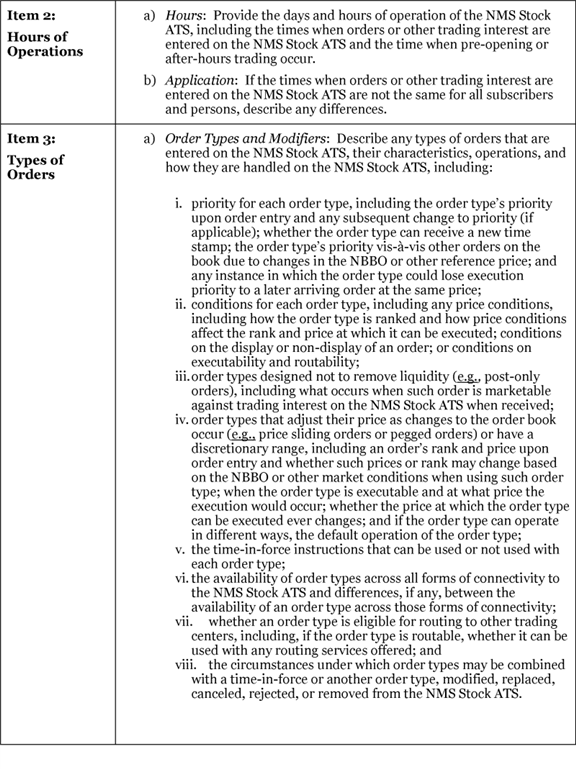 Item 2:
Hours of
Operations
a) Hours: Provide the days and hours of operation of the NMS Stock
ATS, including the times when orders or other trading interest are
entered on the NMS Stock ATS and the time when pre-opening or
after-hours trading occur.
b) Application: If the times when orders or other trading interest are
entered on the NMS Stock ATS are not the same for all subscribers
and persons, describe any differences.
Item 3:
Types of
Orders
a) Order Types and Modifiers: Describe any types of orders that are
entered on the NMS Stock ATS, their characteristics, operations, and
how they are handled on the NMS Stock ATS, including:
i. priority for each order type, including the order type's priority
upon order entry and any subsequent change to priority (if
applicable); whether the order type can receive a new time
stamp; the order type's priority vis-à-vis other orders on the
book due to changes in the NBBO or other reference price; and
any instance in which the order type could lose execution
priority to a later arriving order at the same price;
ii. conditions for each order type, including any price conditions,
including how the order type is ranked and how price conditions
affect the rank and price at which it can be executed; conditions
on the display or non-display of an order; or conditions on
executability and routability;
iii. order types designed not to remove liquidity (e.g., post-only
orders), including what occurs when such order is marketable
against trading interest on the NMS Stock ATS when received;
iv. order types that adjust their price as changes to the order book
occur (e.g., price sliding orders or pegged orders) or have a
discretionary range, including an order's rank and price upon
order entry and whether such prices or rank may change based
on the NBBO or other market conditions when using such order
type; when the order type is executable and at what price the
execution would occur; whether the price at which the order type
can be executed ever changes; and if the order type can operate
in different ways, the default operation of the order type;
v. the time-in-force instructions that can be used or not used with
each order type;
vi. the availability of order types across all forms of connectivity to
the NMS Stock ATS and differences, if any, between the
availability of an order type across those forms of connectivity;
vii. whether an order type is eligible for routing to other trading
centers, including, if the order type is routable, whether it can be
used with any routing services offered; and
viii. the circumstances under which order types may be combined
with a time-in-force or another order type, modified, replaced,
canceled, rejected, or removed from the NMS Stock ATS.